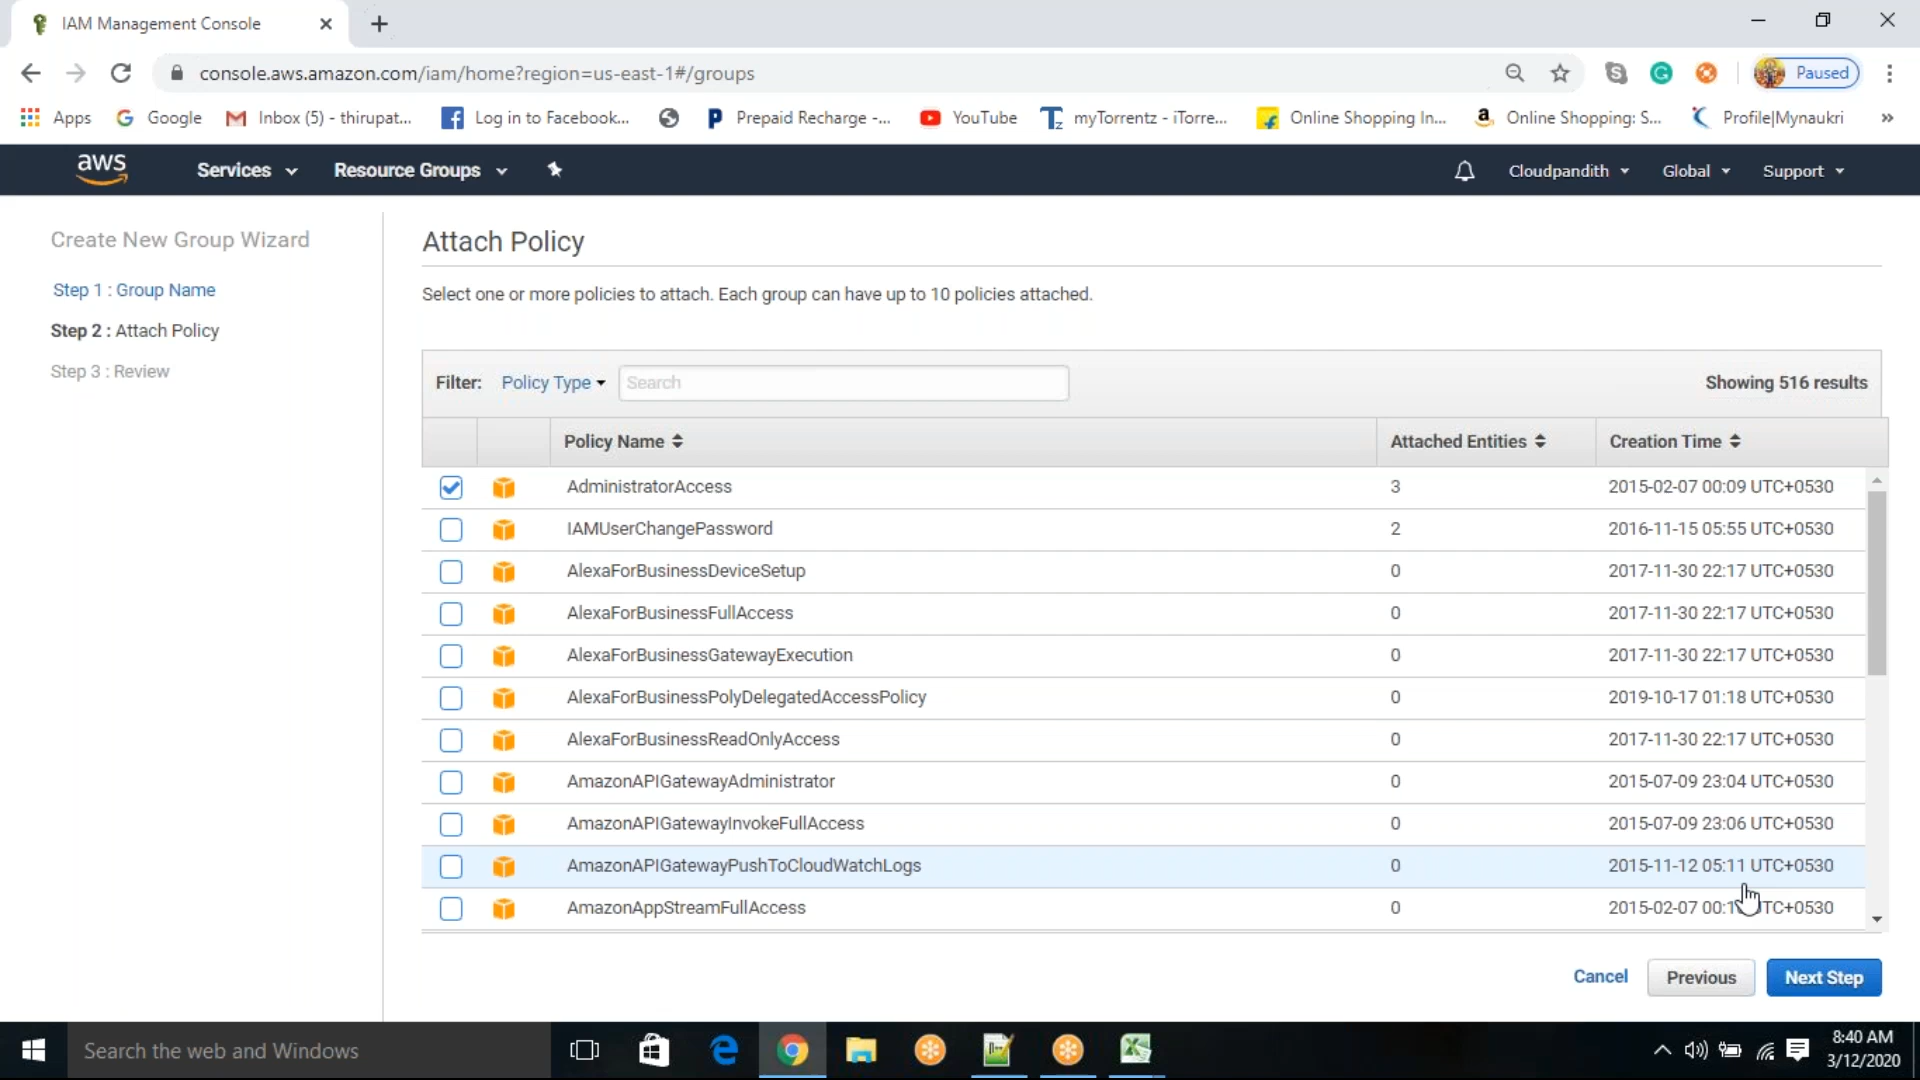 IAM Management Console
console.aws.amazon.com/iam/home?region=us-east-1#/groups
Paused
Apps
Google
Inbox (5) - thirupat...
Log in to Facebook...
Prepaid Recharge -...
YouTube
myTorrentz - iTorre...
Online Shopping In...
Online Shopping: S...
Profile|Mynaukri
»
aws
Services
Resource Groups
Cloudpandith
Global
Support
Create New Group Wizard
Step 1 : Group Name
Step 2 : Attach Policy
Step 3 : Review
Attach Policy
Select one or more policies to attach. Each group can have up to 10 policies attached.
Filter: Policy Type Search Showing 516 results
Policy Name Attached Entities Creation Time
AdministratorAccess 3 2015-02-07 00:09 UTC+0530
IAMUserChangePassword 2 2016-11-15 05:55 UTC+0530
AlexaForBusinessDeviceSetup 0 2017-11-30 22:17 UTC+0530
AlexaForBusinessFullAccess 0 2017-11-30 22:17 UTC+0530
AlexaForBusinessGatewayExecution 0 2017-11-30 22:17 UTC+0530
AlexaForBusinessPolyDelegatedAccessPolicy 0 2019-10-17 01:18 UTC+0530
AlexaForBusinessReadOnlyAccess 0 2017-11-30 22:17 UTC+0530
AmazonAPIGatewayAdministrator 0 2015-07-09 23:04 UTC+0530
AmazonAPIGatewayInvokeFullAccess 0 2015-07-09 23:06 UTC+0530
AmazonAPIGatewayPushToCloudWatchLogs 0 2015-11-12 05:11 UTC+0530
AmazonAppStreamFullAccess 0 2015-02-07
Cancel
Previous
Next Step
Search the web and Windows
8:40 AM
3/12/2020